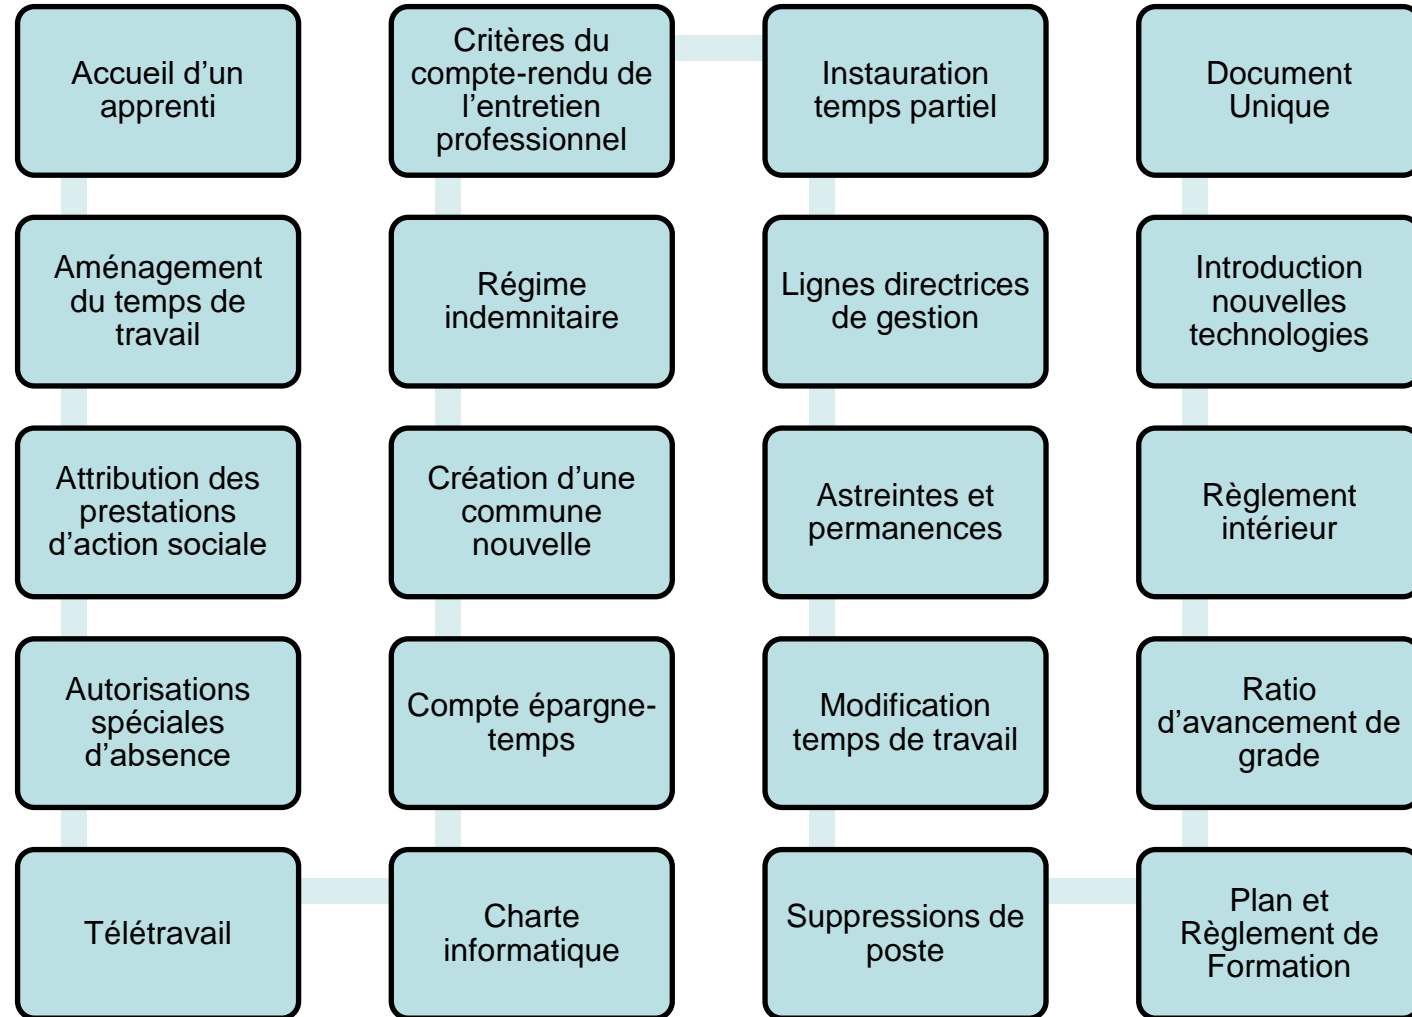 Accueil d’un
apprenti
Aménagement
du temps de
travail
Attribution des
prestations
d’action sociale
Autorisations
spéciales
d’absence
Télétravail
Charte
informatique
Compte épargne-
temps
Création d’une
commune
nouvelle
Régime
indemnitaire
Critères du
compte-rendu de
l’entretien
professionnel
Instauration
temps partiel
Lignes directrices
de gestion
Astreintes et
permanences
Modification
temps de travail
Suppressions de
poste
Plan et
Règlement de
Formation
Ratio
d’avancement de
grade
Règlement
intérieur
Introduction
nouvelles
technologies
Document
Unique